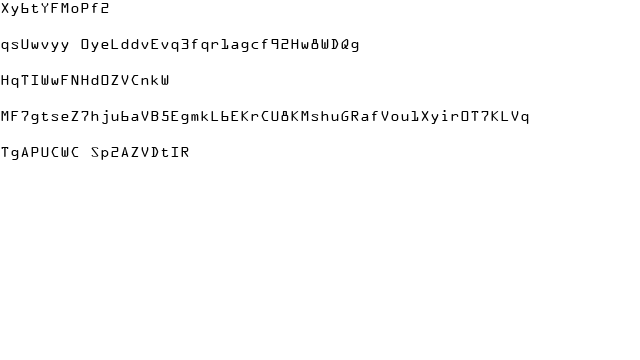 Xy6tYFMoPf2
qsUwvyy OyeLddvEvq3fqr1agcf92Hw8WDQg
HqTIWwFNHdOZVCnkW
MF7gtseZ7hju6aVB5EgmkL6EKrCU8KMshuGRafVou1XyirOT7KLVq
TgAPUCWC Sp2AZVDtIR